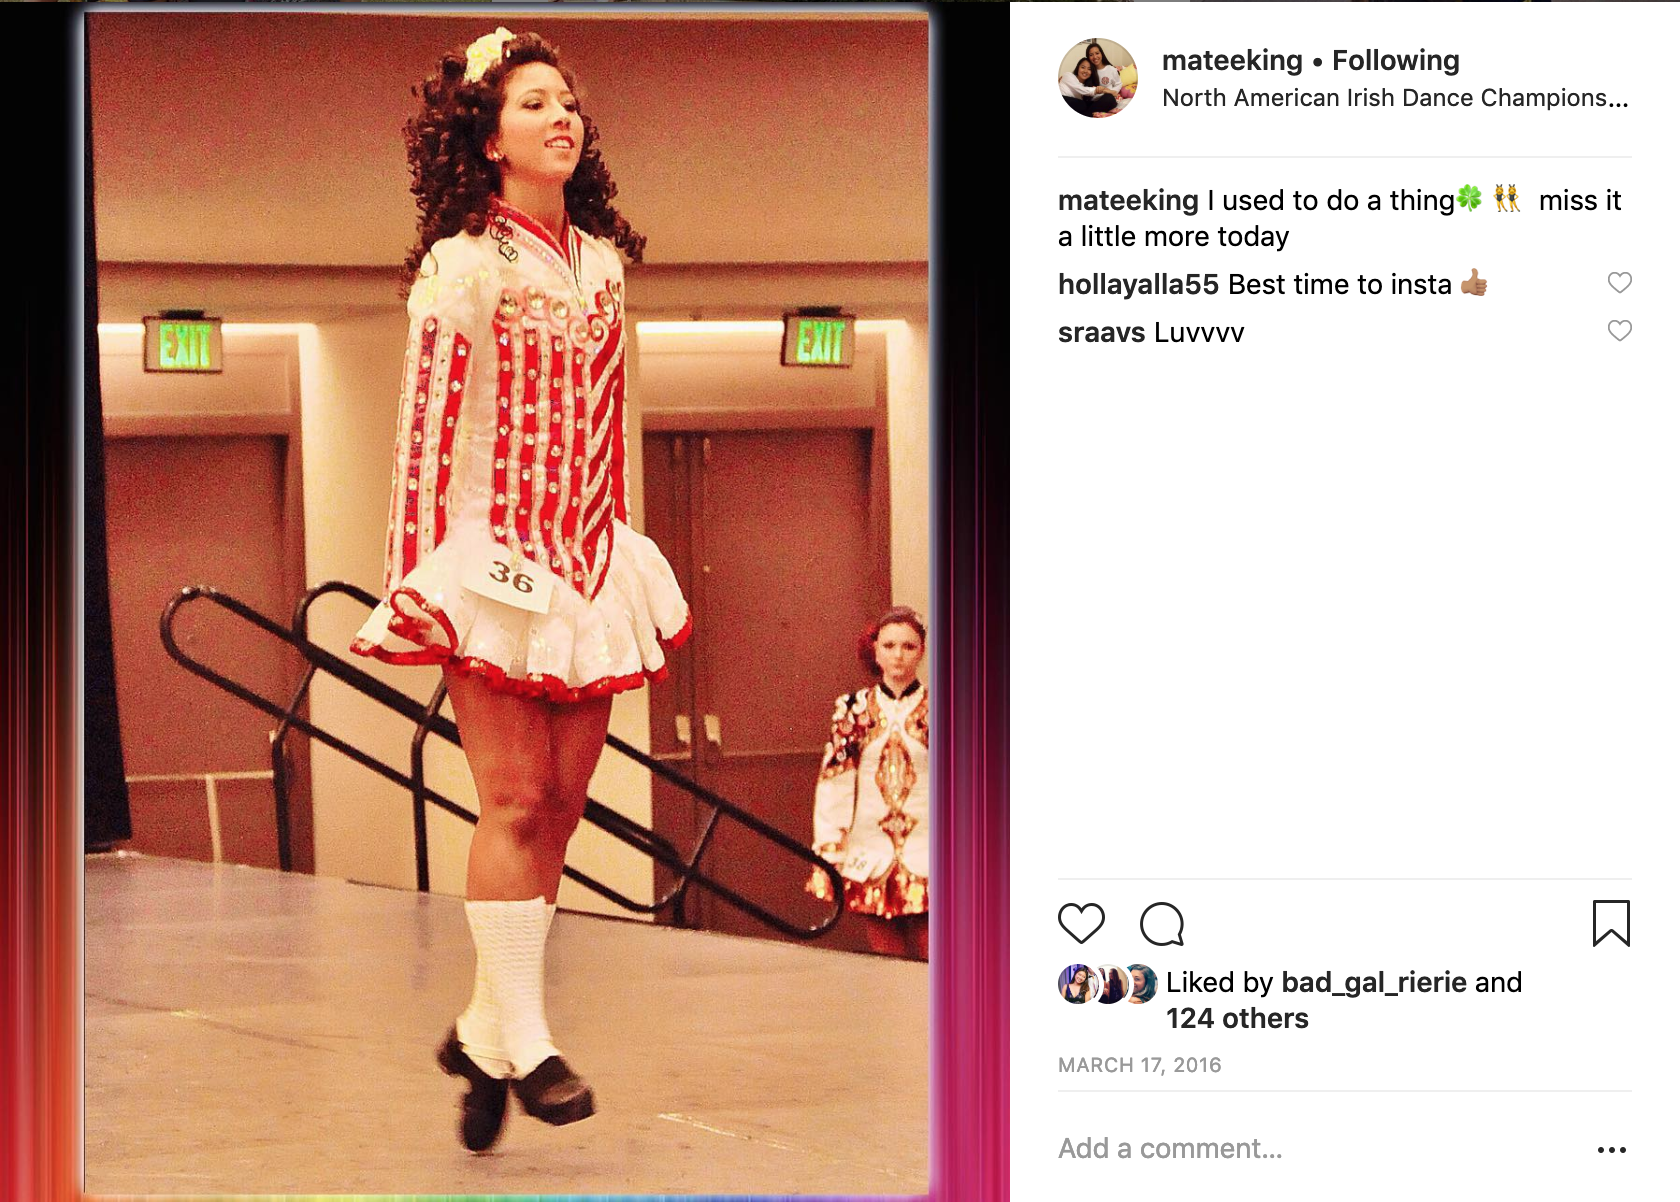 mateeking • Following
North American Irish Dance Champions...
mateeking I used to do a thing🍀👯 miss it
a little more today
hollayalla55 Best time to insta 👍🏽
sraavs Luvvvv
EXIT
EXIT
36
38
Liked by bad_gal_rierie and
124 others
MARCH 17, 2016
Add a comment...